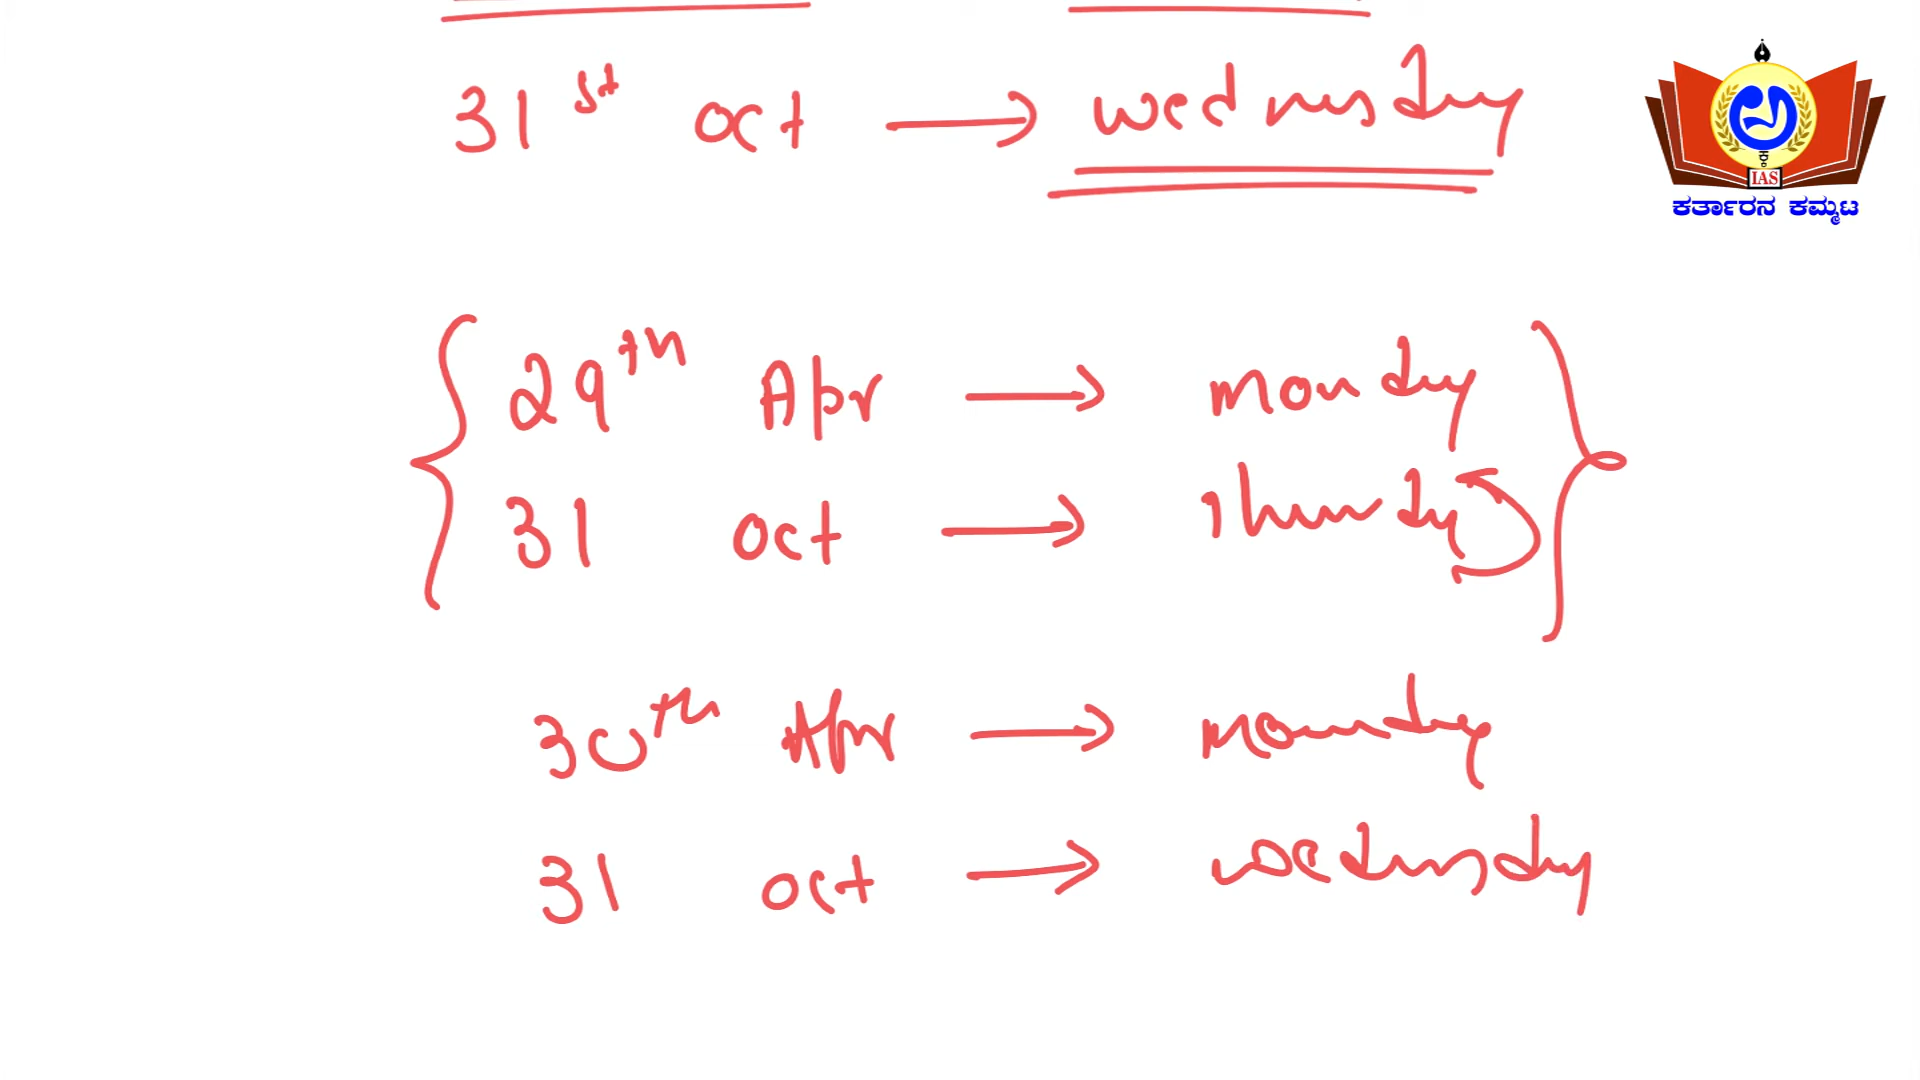 31st oct → wednesday
IAS
ಕರ್ತಾರನ ಕಮ್ಮಟ
29th Apr → monday
31 oct → thursday
30th Apr → Monday
31 oct → wednesday